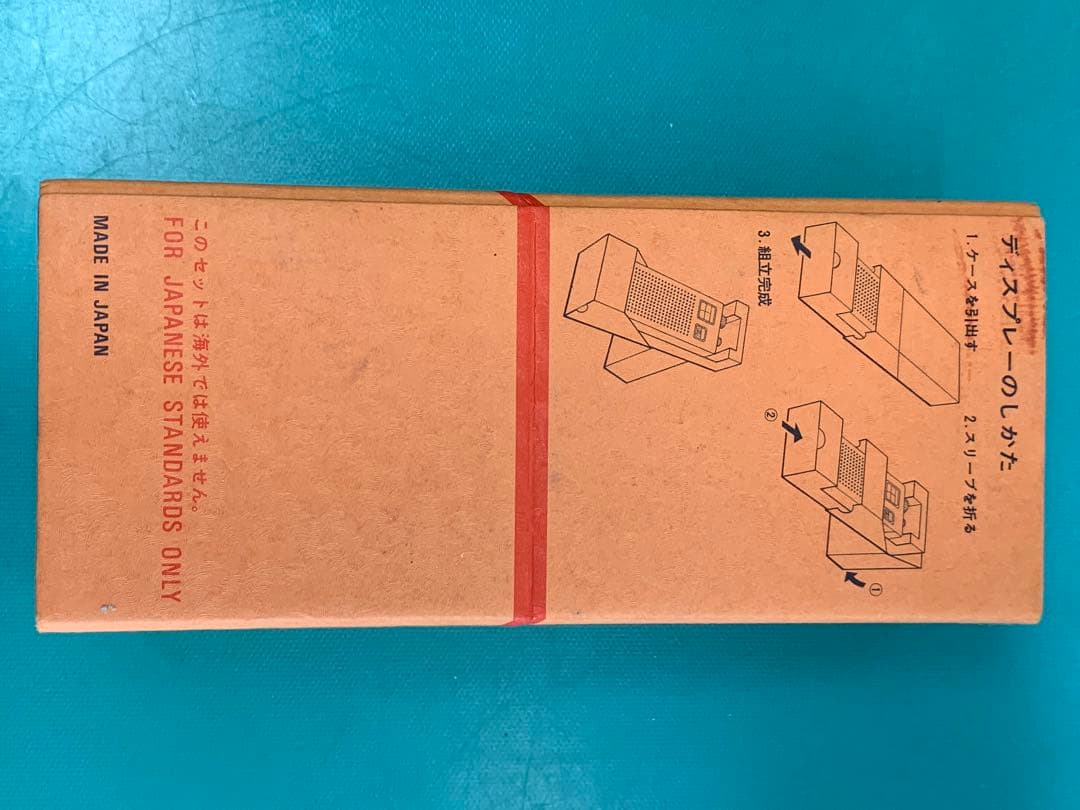 ディスプレーのしかた
1.ケースを引出す
2.スリーブを折る
②
①
3.組立完成
このセットは海外では使えません。
FOR JAPANESE STANDARDS ONLY
MADE IN JAPAN